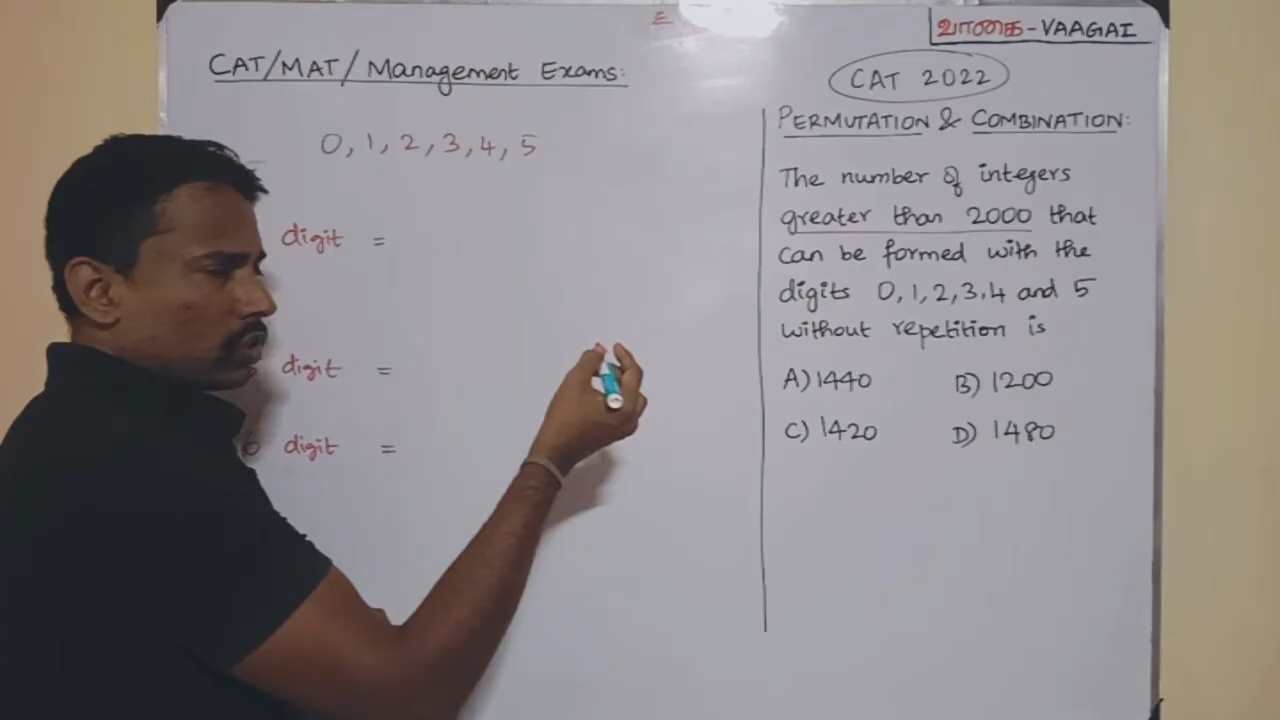 வாகை - VAAGAI
CAT/MAT/ Management Exams:
0, 1, 2, 3, 4, 5
digit =
digit =
6 digit =
CAT 2022
PERMUTATION & COMBINATION:
The number of integers
greater than 2000 that
can be formed with the
digits 0, 1, 2, 3, 4 and 5
without repetition is
A) 1440 B) 1200
C) 1420 D) 1480